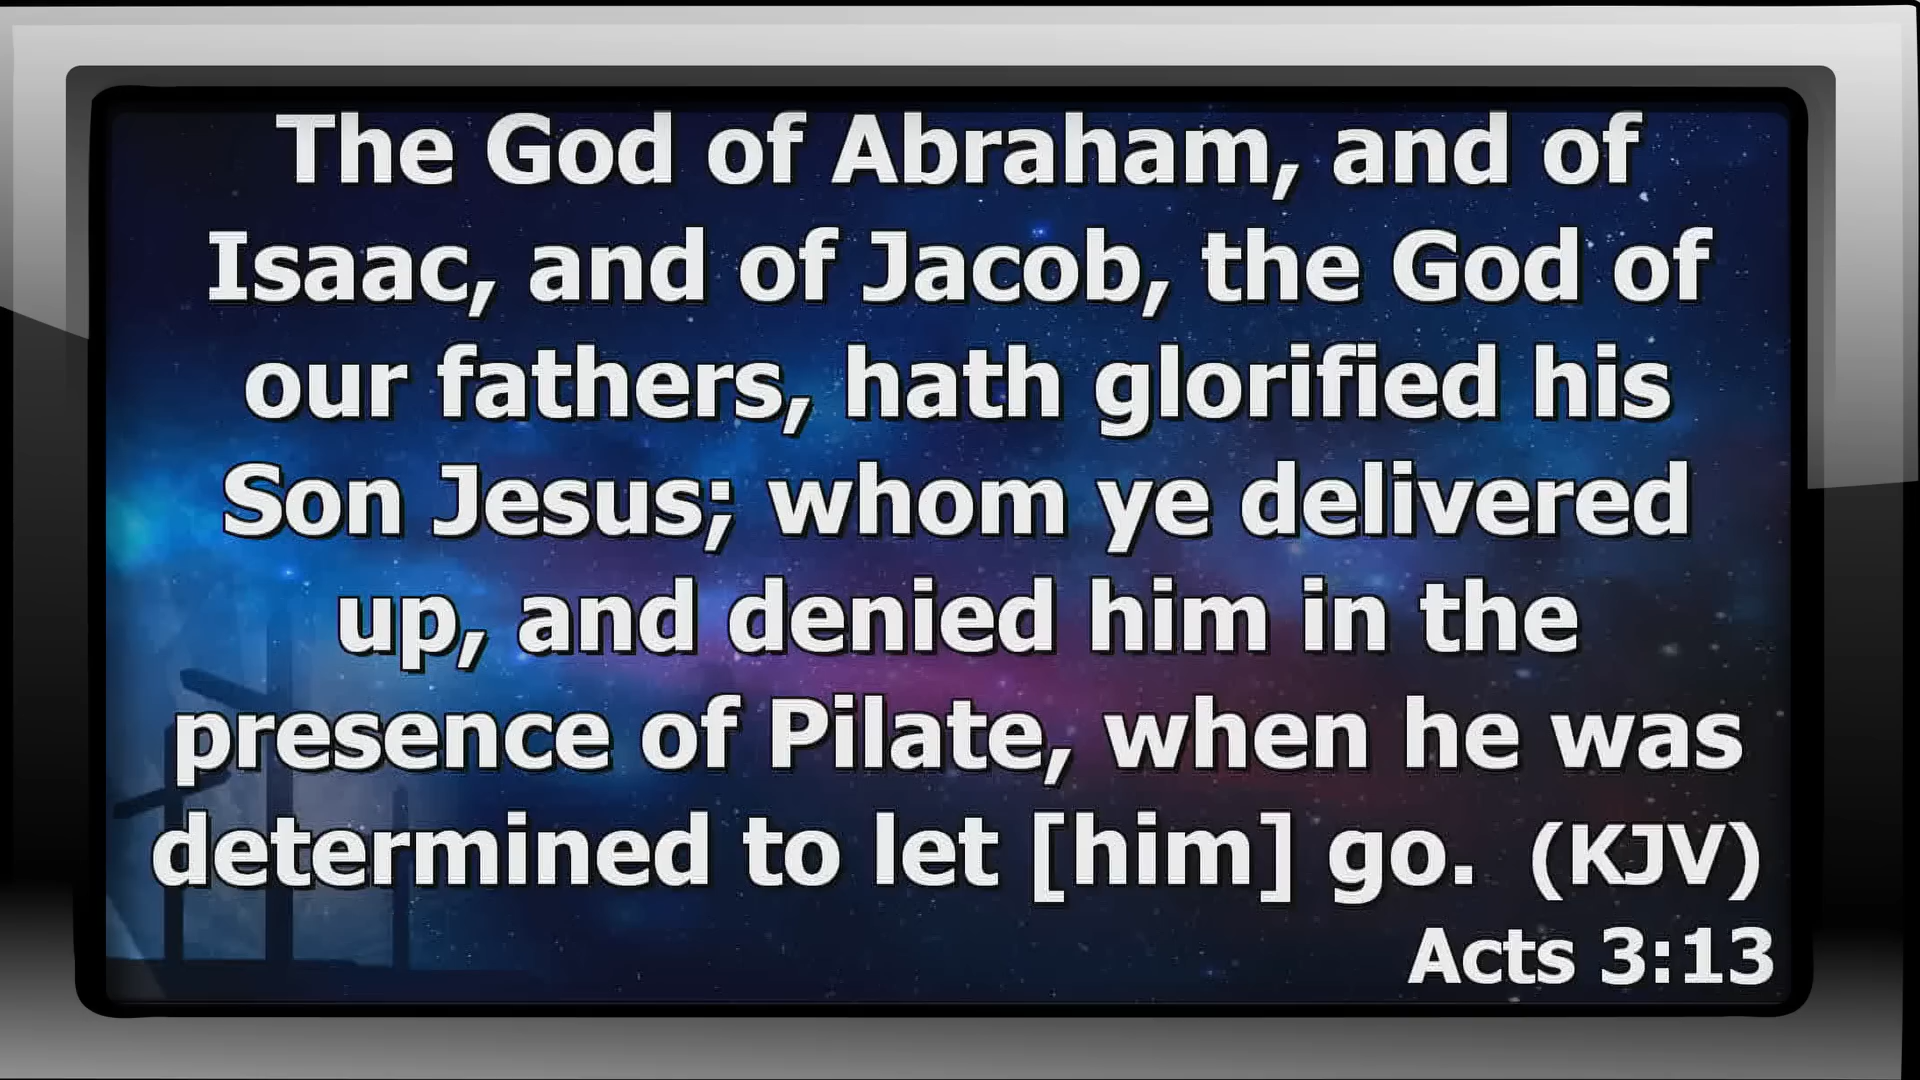 The God of Abraham, and of
Isaac, and of Jacob, the God of
our fathers, hath glorified his
Son Jesus; whom ye delivered
up, and denied him in the
presence of Pilate, when he was
determined to let [him] go. (KJV)
Acts 3:13